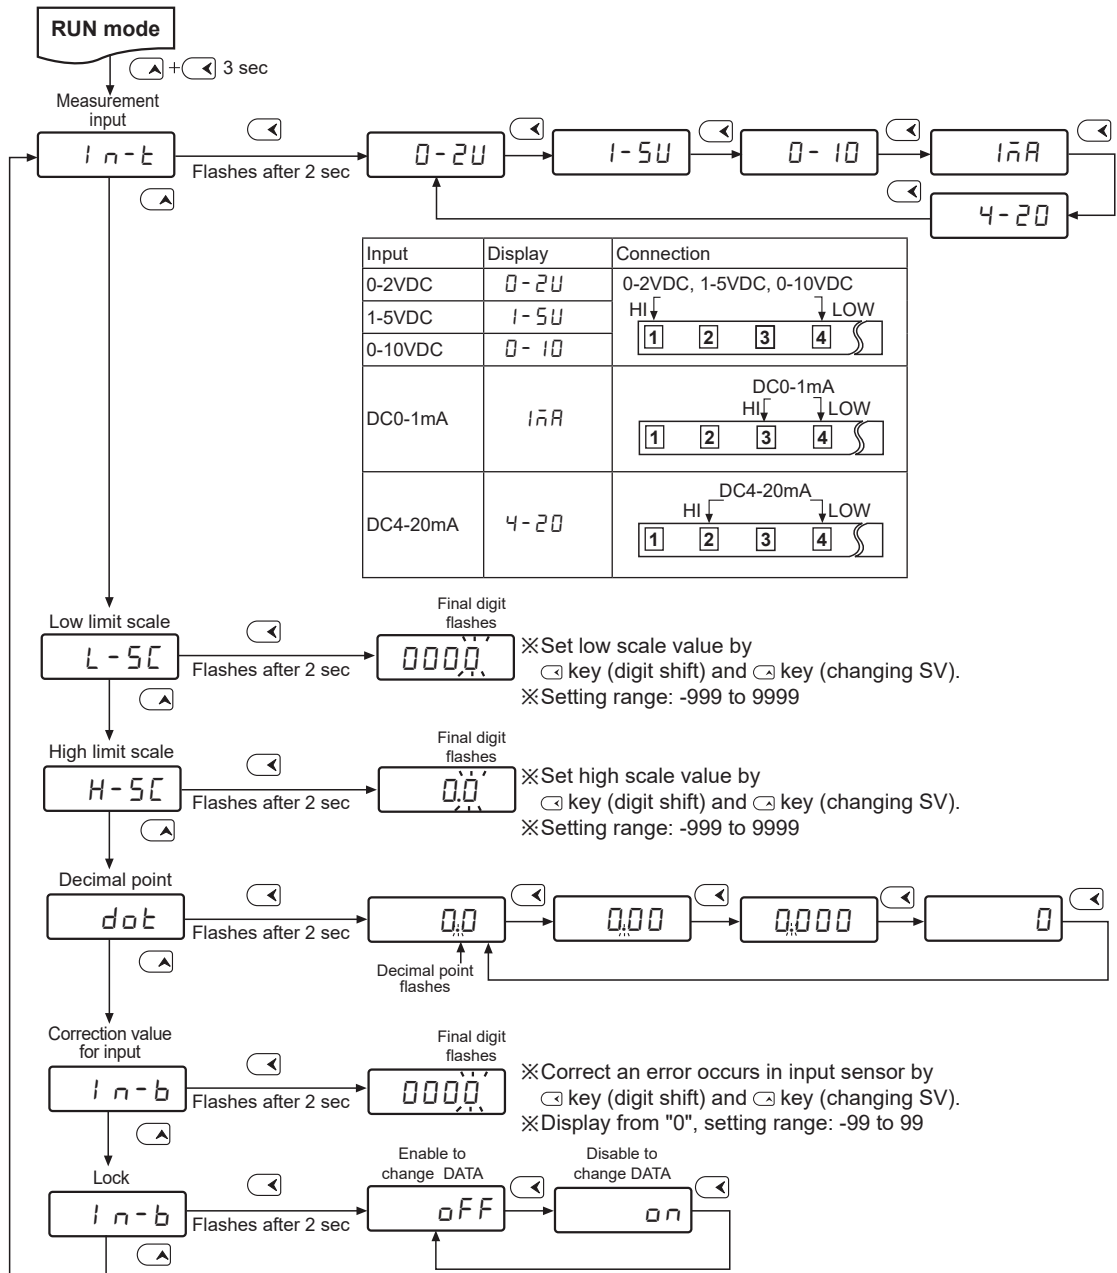 RUN mode
+ 3 sec
Measurement
input
In-t
Flashes after 2 sec
0-2U
1-5U
0-10
1mA
4-20
Input Display Connection
0-2VDC 0-2U
1-5VDC 1-5U
0-10VDC 0-10
0-2VDC, 1-5VDC, 0-10VDC
HI LOW
1 2 3 4
DC0-1mA 1mA
DC0-1mA
HI LOW
1 2 3 4
DC4-20mA 4-20
DC4-20mA
HI LOW
1 2 3 4
Low limit scale
L-SC
Flashes after 2 sec
Final digit
flashes
0000
※Set low scale value by
key (digit shift) and key (changing SV).
※Setting range: -999 to 9999
High limit scale
H-SC
Flashes after 2 sec
Final digit
flashes
0.0
※Set high scale value by
key (digit shift) and key (changing SV).
※Setting range: -999 to 9999
Decimal point
dot
Flashes after 2 sec
0.0
0.00
0.000
0
Decimal point
flashes
Correction value
for input
In-b
Flashes after 2 sec
Final digit
flashes
0000
※Correct an error occurs in input sensor by
key (digit shift) and key (changing SV).
※Display from "0", setting range: -99 to 99
Lock
In-b
Flashes after 2 sec
Enable to
change DATA
oFF
Disable to
change DATA
on